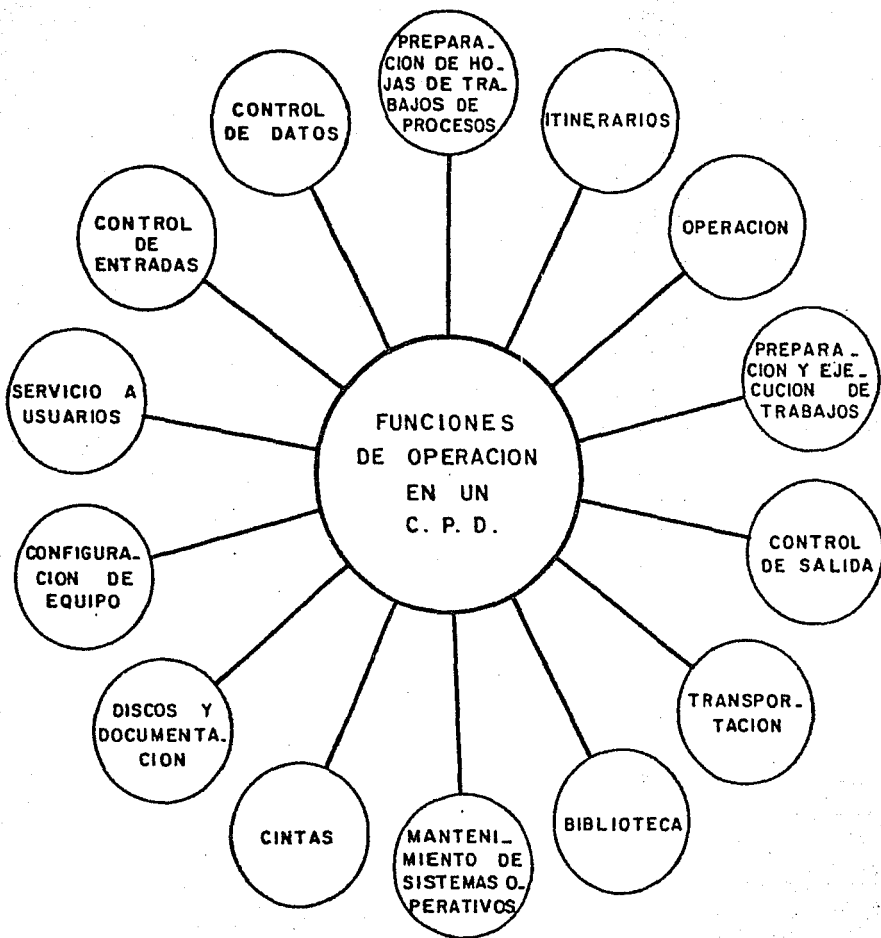 PREPARA_
CION DE HO_
JAS DE TRA_
BAJOS DE
PROCESOS
ITINERARIOS
OPERACION
PREPARA_
CION Y EJE_
CUCION DE
TRABAJOS
CONTROL
DE SALIDA
TRANSPOR_
TACION
BIBLIOTECA
MANTENI_
MIENTO DE
SISTEMAS O_
PERATIVOS
CINTAS
DISCOS Y
DOCUMENTA_
CION
CONFIGURA_
CION DE
EQUIPO
SERVICIO A
USUARIOS
CONTROL
DE
ENTRADAS
CONTROL
DE DATOS
FUNCIONES
DE OPERACION
EN UN
C. P. D.